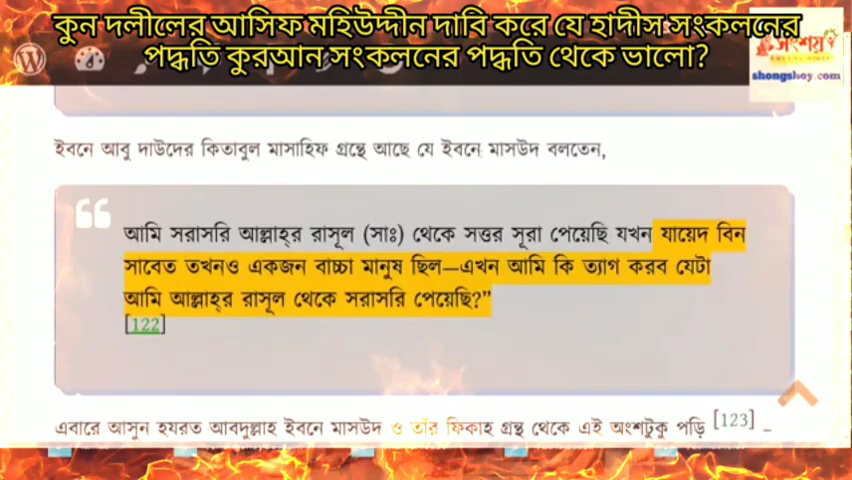 কুন দলীলের আসিফ মহিউদ্দীন দাবি করে যে হাদীস সংকলনের
পদ্ধতি কুরআন সংকলনের পদ্ধতি থেকে ভালো?
সংশয়
shongshoy.com
ইবনে আবু দাউদের কিতাবুল মাসাহিফ গ্রন্থে আছে যে ইবনে মাসউদ বলতেন,
আমি সরাসরি আল্লাহ্‌র রাসূল (সাঃ) থেকে সত্তর সূরা পেয়েছি যখন যায়েদ বিন
সাবেত তখনও একজন বাচ্চা মানুষ ছিল—এখন আমি কি ত্যাগ করব যেটা
আমি আল্লাহ্‌র রাসূল থেকে সরাসরি পেয়েছি?”
[122]
এবারে আসুন হযরত আবদুল্লাহ ইবনে মাসউদ ও তাঁর ফিকাহ গ্রন্থ থেকে এই অংশটুকু পড়ি [123] –